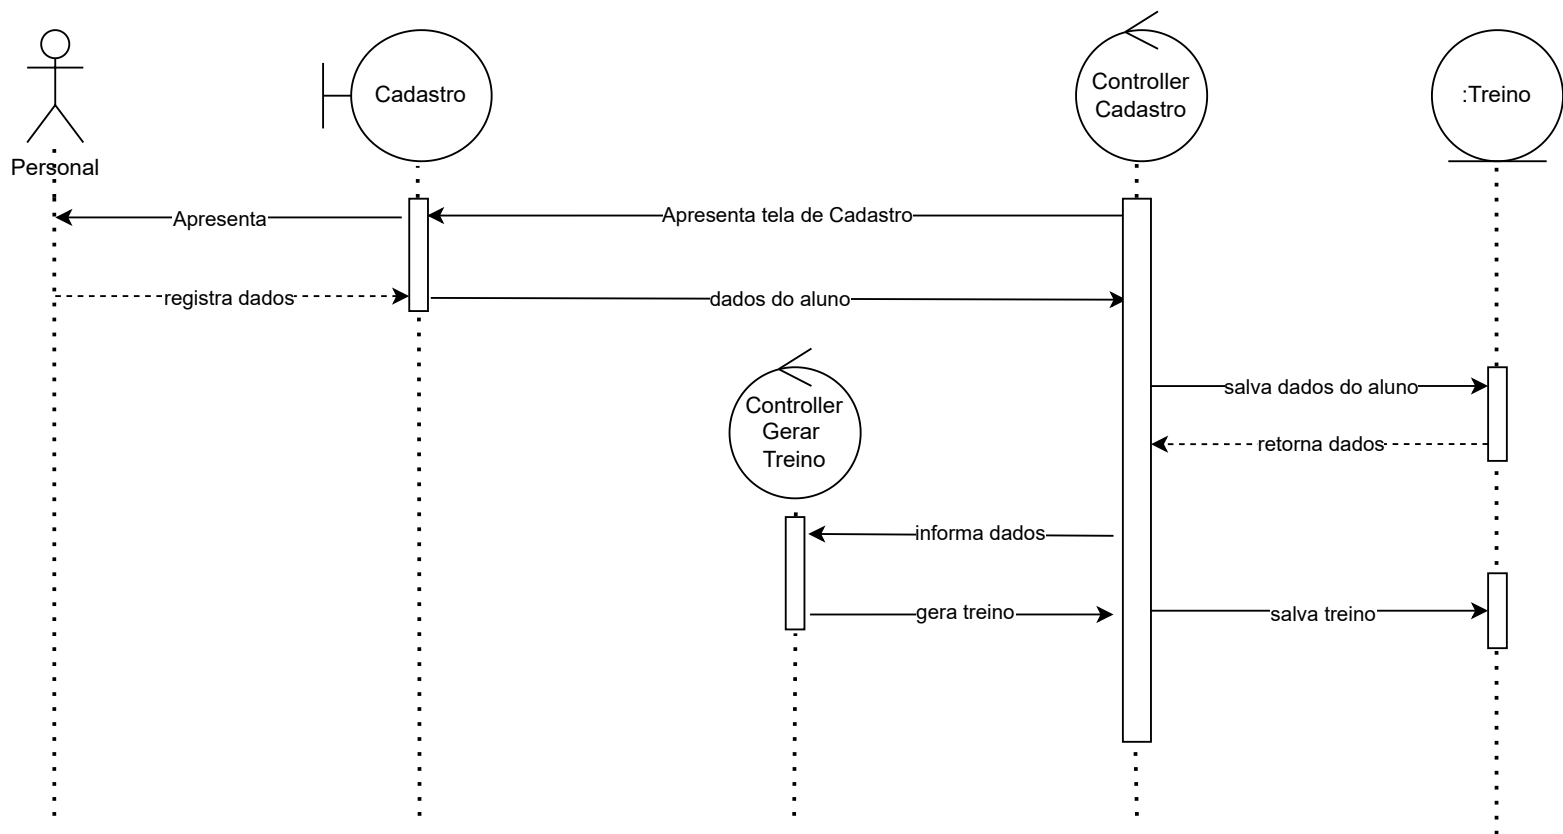 Cadastro
Controller
Cadastro
:Treino
Personal
Apresenta
Apresenta tela de Cadastro
registra dados
dados do aluno
Controller
Gerar
Treino
salva dados do aluno
retorna dados
informa dados
gera treino
salva treino